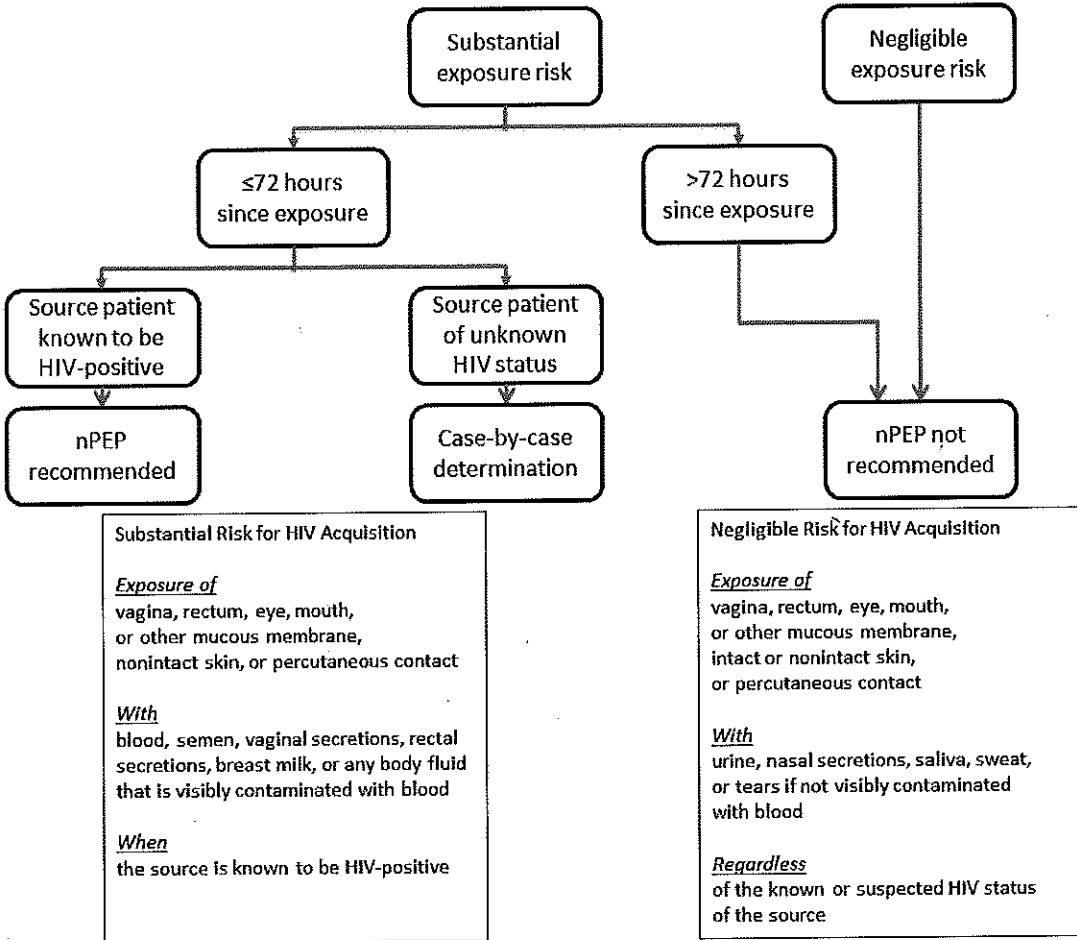 Substantial
exposure risk
Negligible
exposure risk
≤72 hours
since exposure
>72 hours
since exposure
Source patient
known to be
HIV-positive
Source patient
of unknown
HIV status
nPEP
recommended
Case-by-case
determination
nPEP not
recommended
Substantial Risk for HIV Acquisition
Exposure of
vagina, rectum, eye, mouth,
or other mucous membrane,
nonintact skin, or percutaneous contact
With
blood, semen, vaginal secretions, rectal
secretions, breast milk, or any body fluid
that is visibly contaminated with blood
When
the source is known to be HIV-positive
Negligible Risk for HIV Acquisition
Exposure of
vagina, rectum, eye, mouth,
or other mucous membrane,
intact or nonintact skin,
or percutaneous contact
With
urine, nasal secretions, saliva, sweat,
or tears if not visibly contaminated
with blood
Regardless
of the known or suspected HIV status
of the source